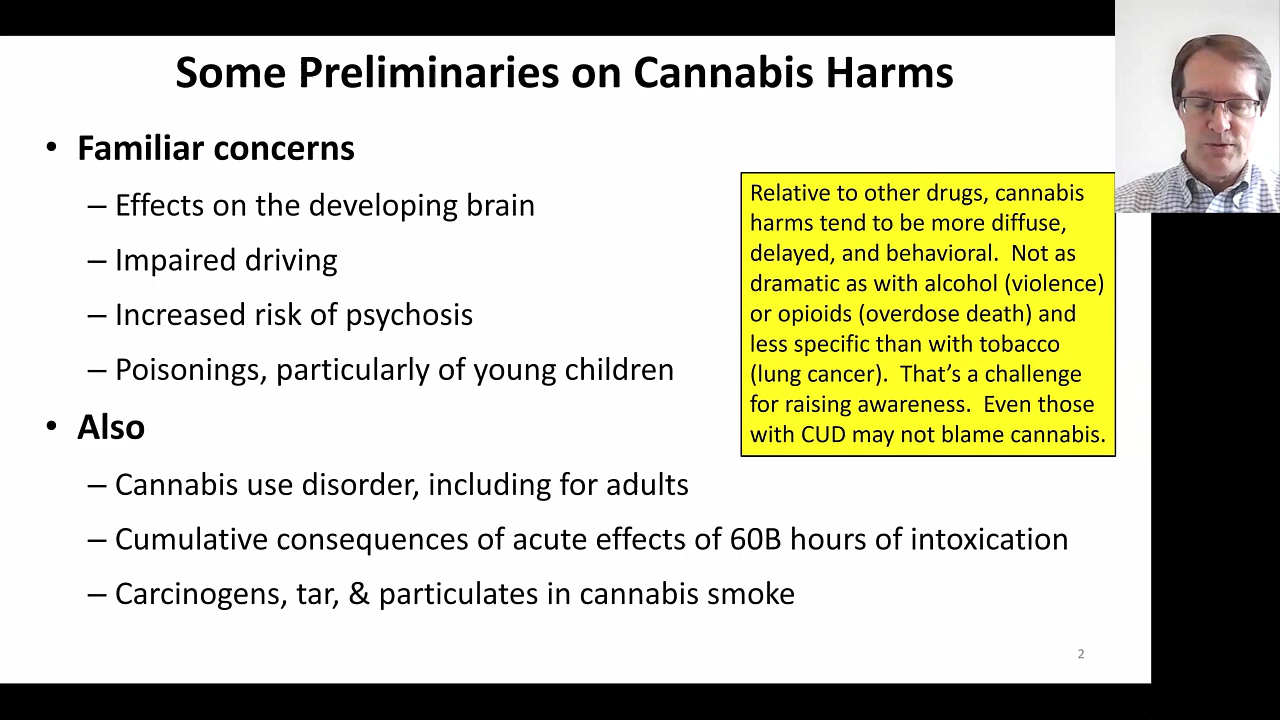 Some Preliminaries on Cannabis Harms
• Familiar concerns
– Effects on the developing brain
– Impaired driving
– Increased risk of psychosis
– Poisonings, particularly of young children
• Also
– Cannabis use disorder, including for adults
– Cumulative consequences of acute effects of 60B hours of intoxication
– Carcinogens, tar, & particulates in cannabis smoke
Relative to other drugs, cannabis
harms tend to be more diffuse,
delayed, and behavioral.  Not as
dramatic as with alcohol (violence)
or opioids (overdose death) and
less specific than with tobacco
(lung cancer).  That’s a challenge
for raising awareness.  Even those
with CUD may not blame cannabis.
2